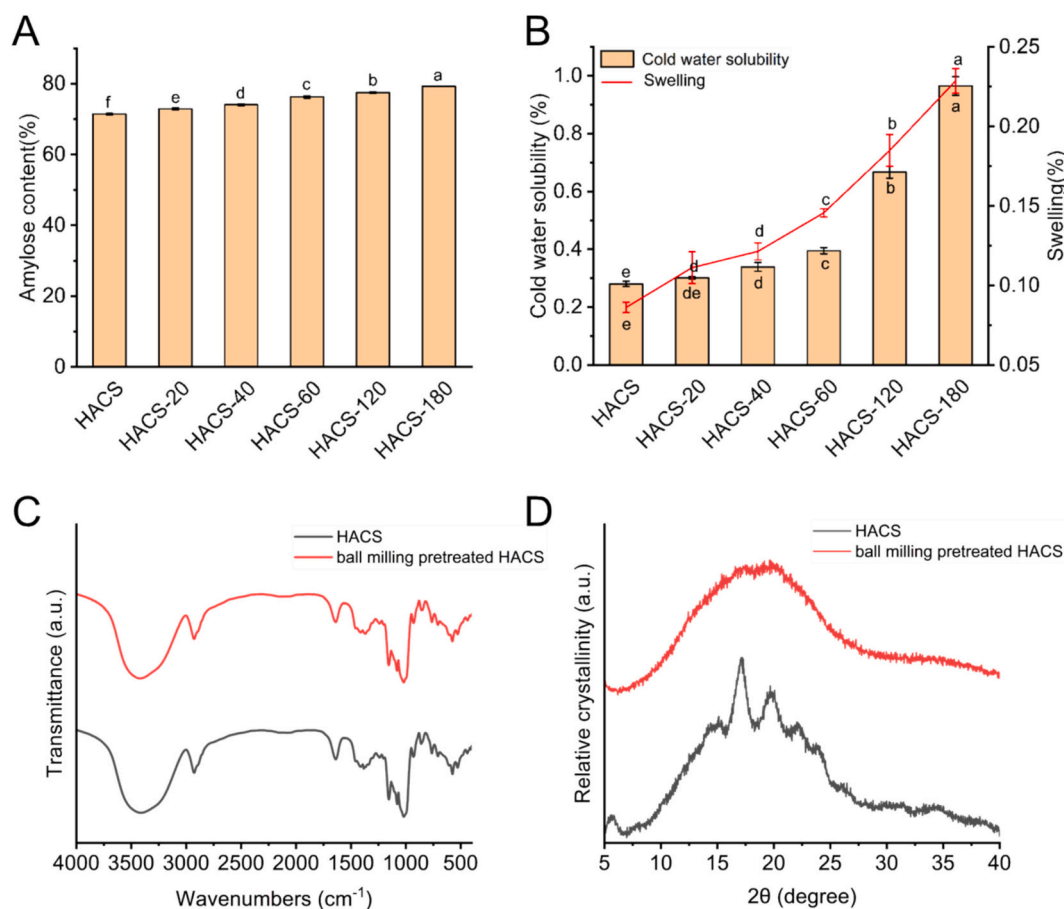 A
Amylose content(%)
80
60
40
20
0
f
e
d
c
b
a
HACS
HACS-20
HACS-40
HACS-60
HACS-120
HACS-180
B
Cold water solubility
Swelling
Cold water solubility (%)
1.0
0.8
0.6
0.4
0.2
0.0
Swelling(%)
0.25
0.20
0.15
0.10
0.05
e
d
d
c
b
a
e
de
d
c
b
a
HACS
HACS-20
HACS-40
HACS-60
HACS-120
HACS-180
C
HACS
ball milling pretreated HACS
Transmittance (a.u.)
4000 3500 3000 2500 2000 1500 1000 500
Wavenumbers (cm⁻¹)
D
HACS
ball milling pretreated HACS
Relative crystallinity (a.u.)
5 10 15 20 25 30 35 40
2θ (degree)